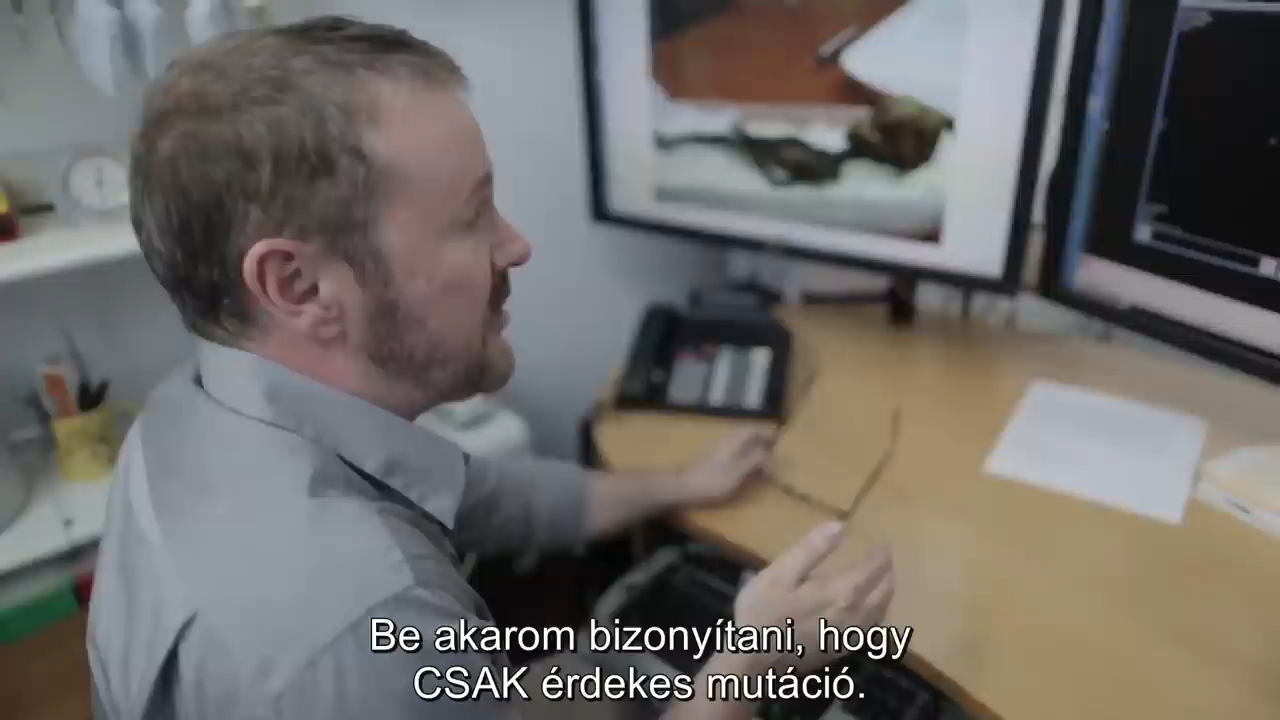 Be akarom bizonyítani, hogy
CSAK érdekes mutáció.